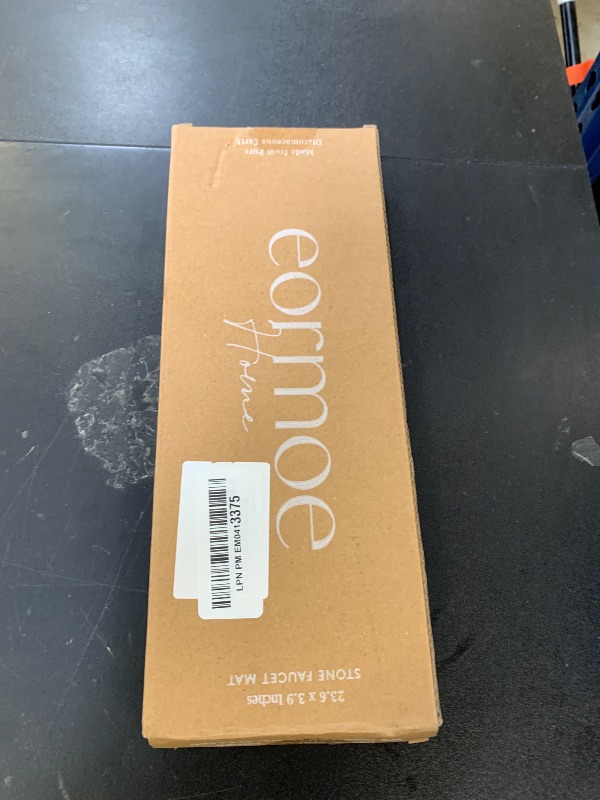 Made from Pure
Diatomaceous Earth
eormoe
Home
LPN PM EM0413375
STONE FAUCET MAT
23.6 x 3.9 Inches